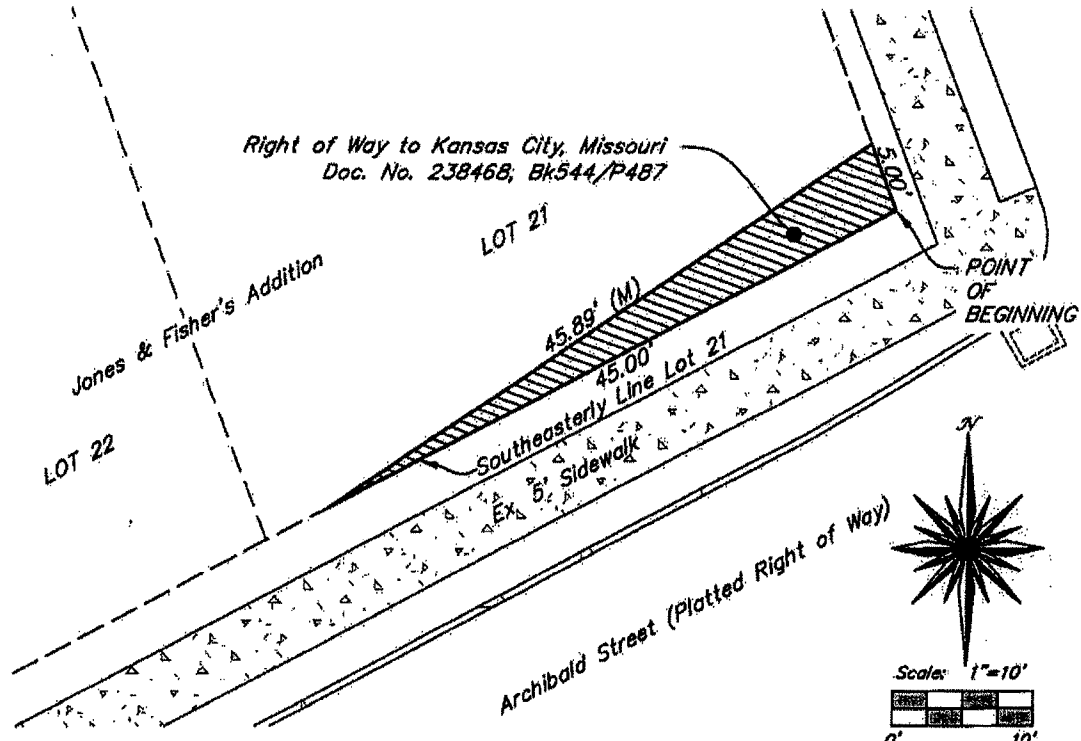 Right of Way to Kansas City, Missouri
Doc. No. 238468; Bk544/P487
5.00'
LOT 21
POINT
OF
BEGINNING
Jones & Fisher's Addition
45.89' (M)
45.00'
Southeasterly Line Lot 21
LOT 22
Ex. 5' Sidewalk
Archibald Street (Platted Right of Way)
N
Scale: 1"=10'
0' 10'